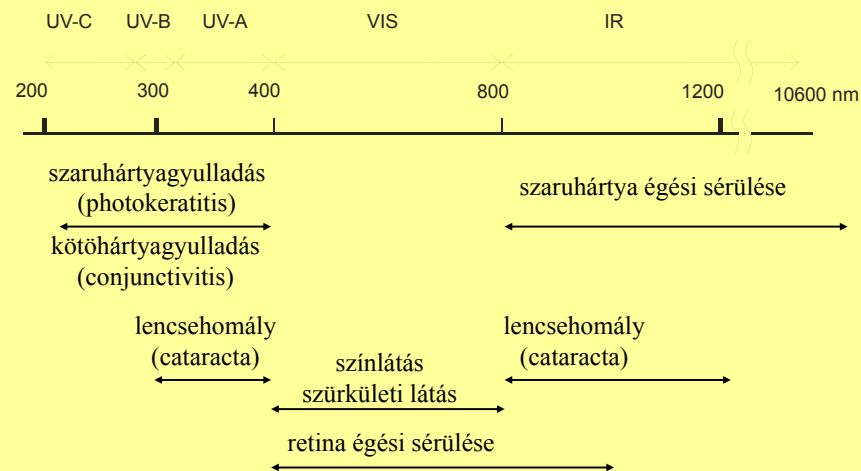 UV-C UV-B UV-A VIS IR
200 300 400 800 1200 10600 nm
szaruhártyagyulladás
(photokeratitis)
szaruhártya égési sérülése
kötöhártyagyulladás
(conjunctivitis)
lencsehomály
(cataracta)
lencsehomály
(cataracta)
színlátás
szürkületi látás
retina égési sérülése